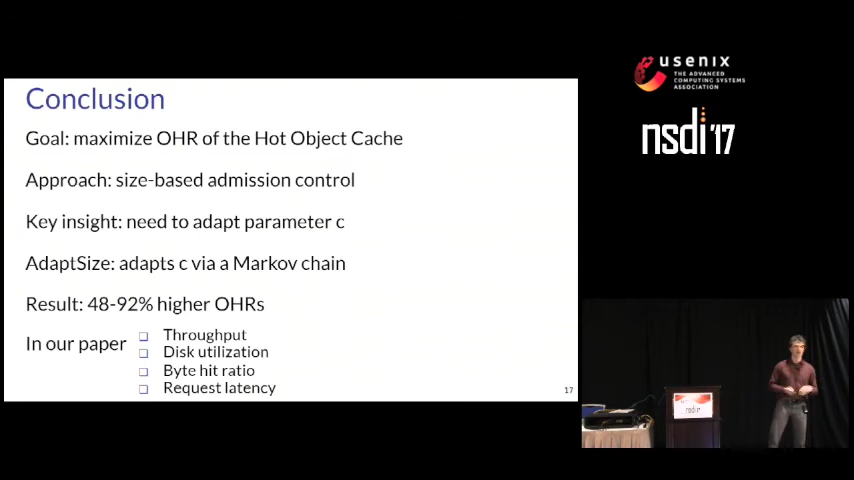 Conclusion
Goal: maximize OHR of the Hot Object Cache
Approach: size-based admission control
Key insight: need to adapt parameter c
AdaptSize: adapts c via a Markov chain
Result: 48-92% higher OHRs
In our paper
Throughput
Disk utilization
Byte hit ratio
Request latency
17
usenix
THE ADVANCED
COMPUTING SYSTEMS
ASSOCIATION
nsdi '17
nsdi